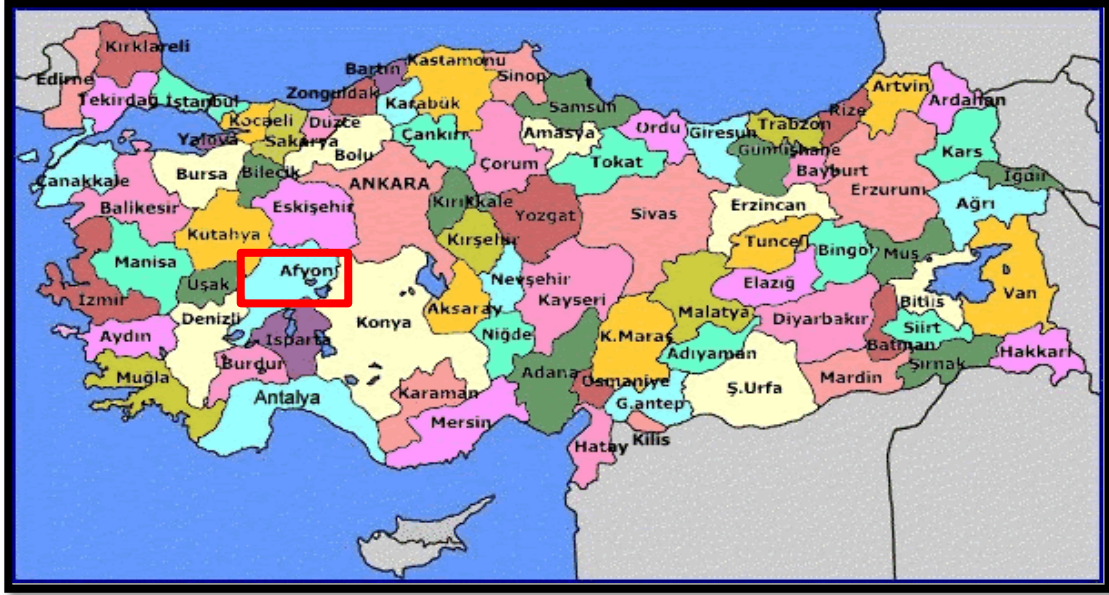 Kırklareli
Edirne
Tekirdağ
İstanbul
Kocaeli
Yalova
Sakarya
Düzce
Zonguldak
Bartın
Karabük
Kastamonu
Sinop
Samsun
Çankırı
Bolu
Bilecik
Bursa
Çanakkale
Balikesir
Kutahya
Eskişehir
ANKARA
Kırıkkale
Çorum
Amasya
Tokat
Ordu
Giresun
Trabzon
Gümüşhane
Rize
Artvin
Ardahan
Kars
Iğdır
Bayburt
Erzurum
Ağrı
Erzincan
Sivas
Yozgat
Kırşehir
Nevşehir
Kayseri
Tuncel
Bingol
Muş
Elazığ
Malatya
Bitlis
Van
Manisa
Uşak
Afyon
İzmir
Denizli
Konya
Aksaray
Niğde
Aydın
Isparta
Burdur
Muğla
Antalya
Karaman
Mersin
Adana
K.Maraş
Osmaniye
Adıyaman
G.antep
Ş.Urfa
Diyarbakır
Batman
Siirt
Şırnak
Hakkari
Mardin
Hatay
Kilis